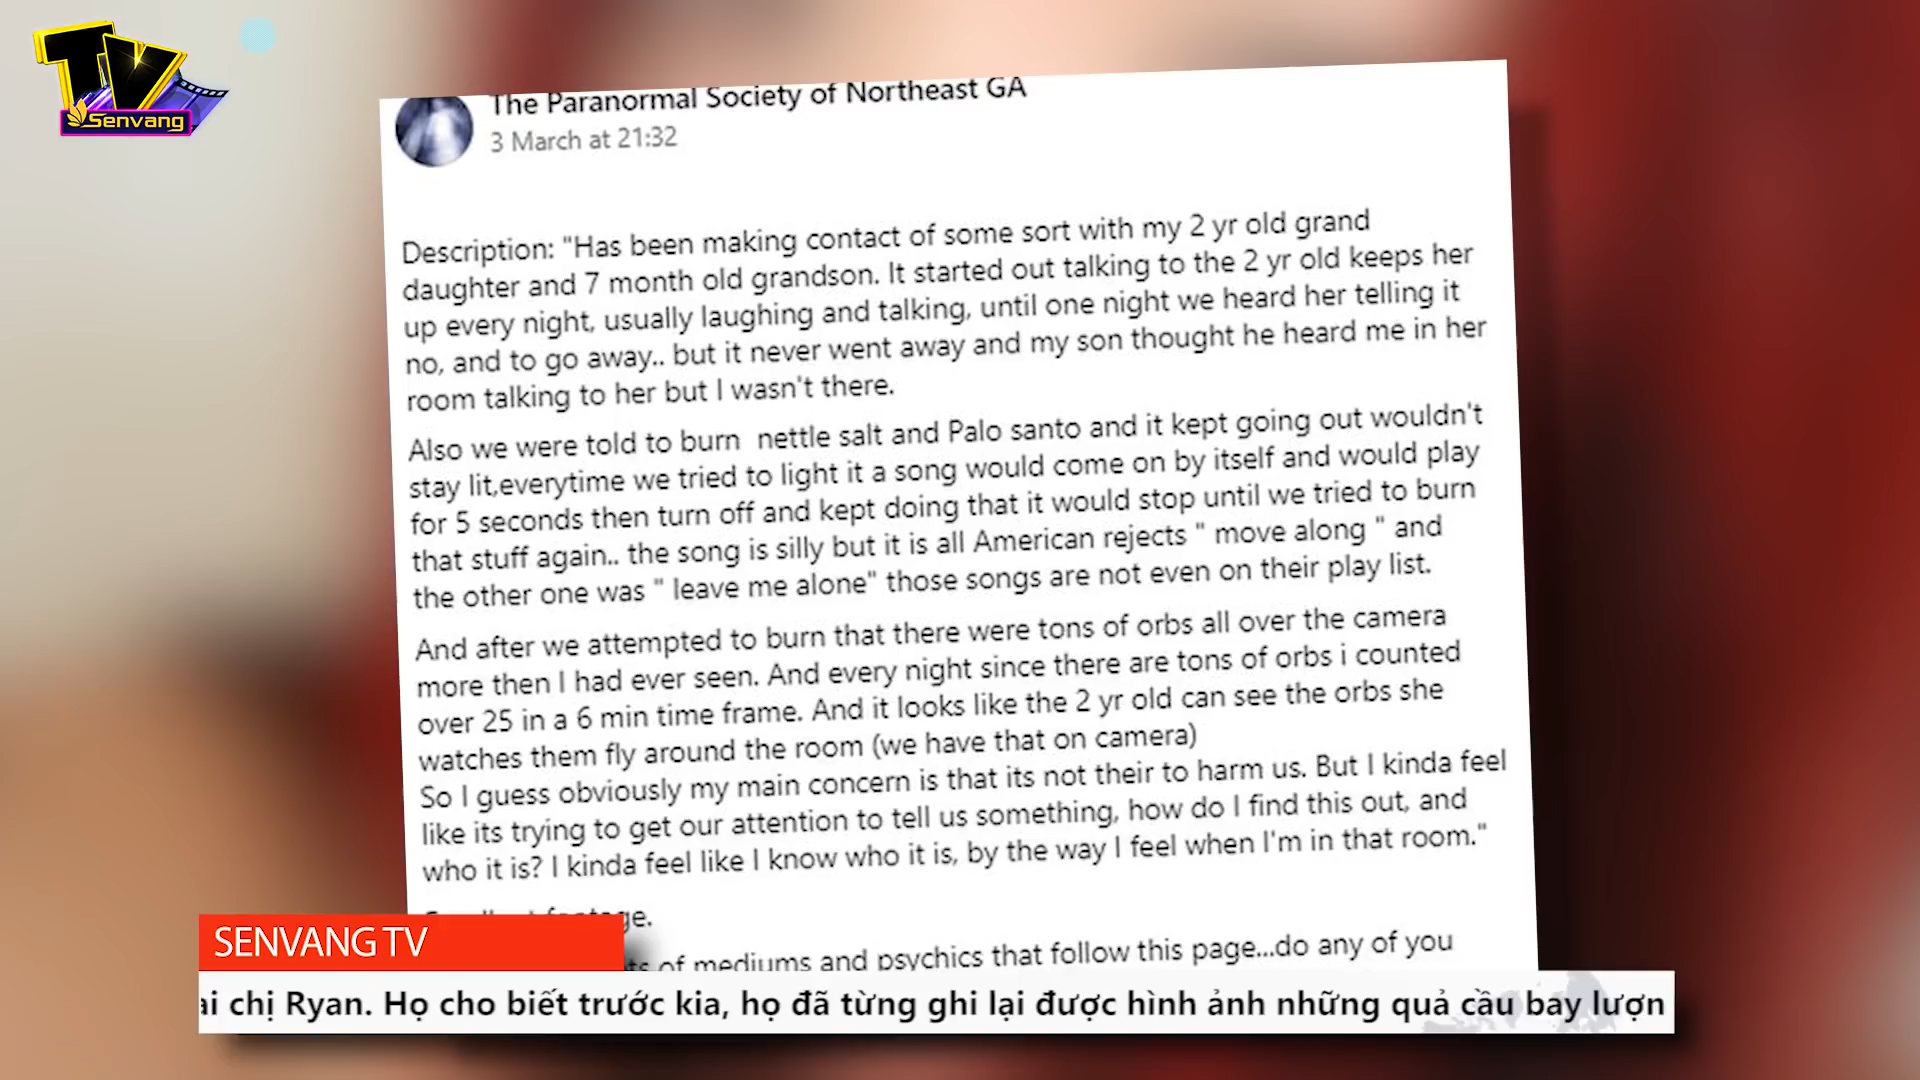 TV
Senvang
The Paranormal Society of Northeast GA
3 March at 21:32
Description: "Has been making contact of some sort with my 2 yr old grand
daughter and 7 month old grandson. It started out talking to the 2 yr old keeps her
up every night, usually laughing and talking, until one night we heard her telling it
no, and to go away.. but it never went away and my son thought he heard me in her
room talking to her but I wasn't there.
Also we were told to burn  nettle salt and Palo santo and it kept going out wouldn't
stay lit,everytime we tried to light it a song would come on by itself and would play
for 5 seconds then turn off and kept doing that it would stop until we tried to burn
that stuff again.. the song is silly but it is all American rejects " move along " and
the other one was " leave me alone" those songs are not even on their play list.
And after we attempted to burn that there were tons of orbs all over the camera
more then I had ever seen. And every night since there are tons of orbs i counted
over 25 in a 6 min time frame. And it looks like the 2 yr old can see the orbs she
watches them fly around the room (we have that on camera)
So I guess obviously my main concern is that its not their to harm us. But I kinda feel
like its trying to get our attention to tell us something, how do I find this out, and
who it is? I kinda feel like I know who it is, by the way I feel when I'm in that room."
of mediums and psychics that follow this page...do any of you
SENVANG TV
chị Ryan. Họ cho biết trước kia, họ đã từng ghi lại được hình ảnh những quả cầu bay lượn